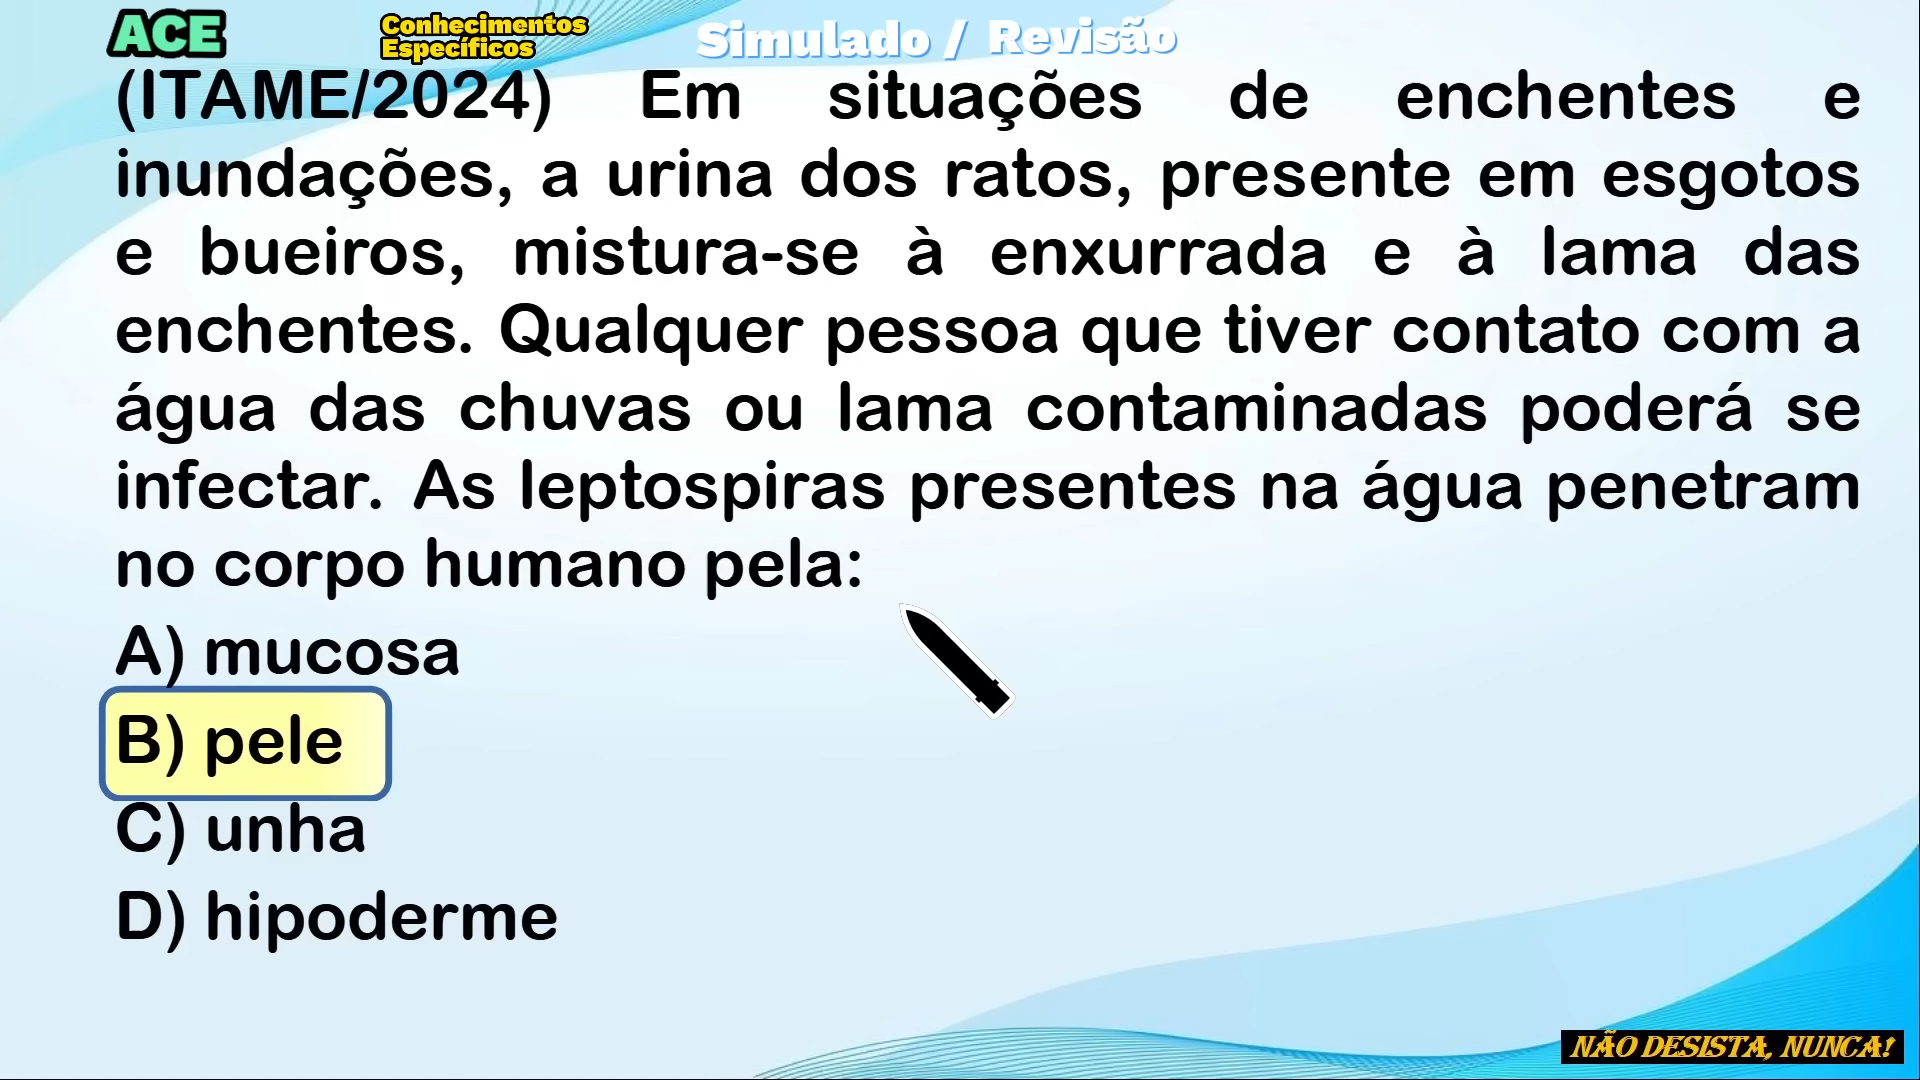 ACE
Conhecimentos
Específicos
Simulado / Revisão
(ITAME/2024) Em situações de enchentes e
inundações, a urina dos ratos, presente em esgotos
e bueiros, mistura-se à enxurrada e à lama das
enchentes. Qualquer pessoa que tiver contato com a
água das chuvas ou lama contaminadas poderá se
infectar. As leptospiras presentes na água penetram
no corpo humano pela:
A) mucosa
B) pele
C) unha
D) hipoderme
NÃO DESISTA, NUNCA!